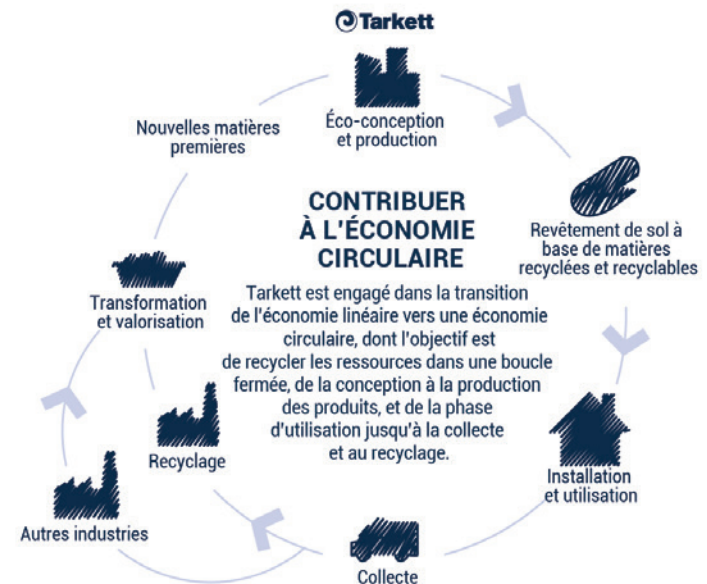 Tarkett
Éco-conception
et production
Nouvelles matières
premières
Revêtement de sol à
base de matières
recyclées et recyclables
CONTRIBUER
À L'ÉCONOMIE
CIRCULAIRE
Tarkett est engagé dans la transition
de l'économie linéaire vers une économie
circulaire, dont l'objectif est
de recycler les ressources dans une boucle
fermée, de la conception à la production
des produits, et de la phase
d'utilisation jusqu'à la collecte
et au recyclage.
Transformation
et valorisation
Recyclage
Installation
et utilisation
Autres industries
Collecte